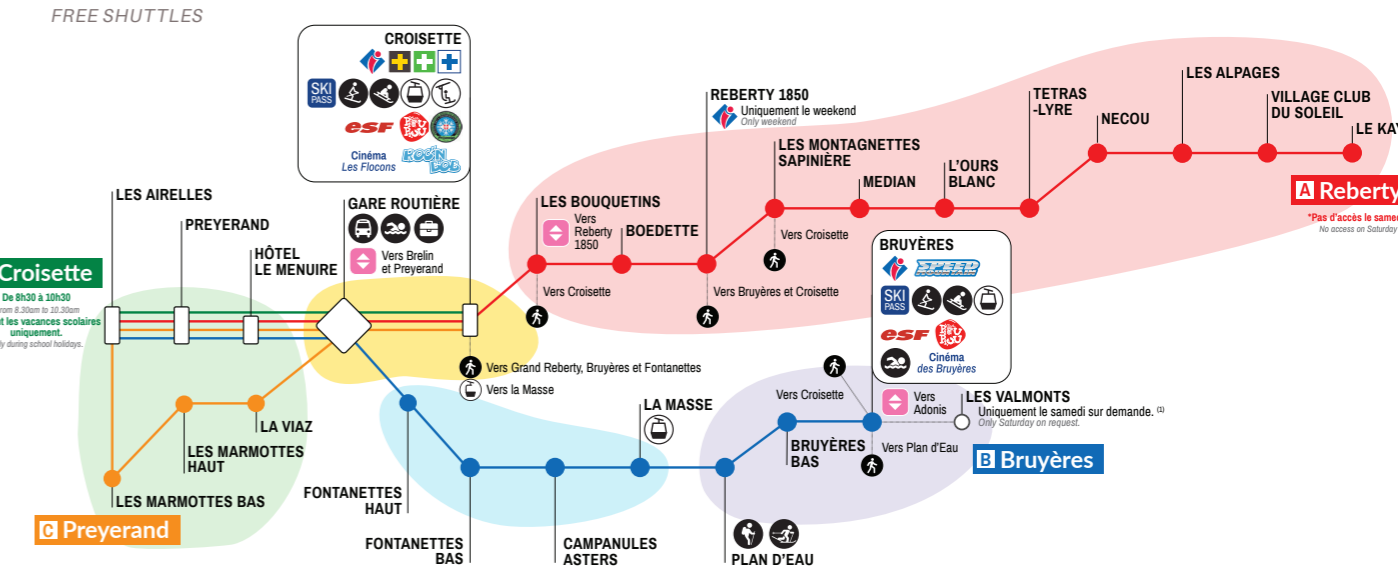 FREE SHUTTLES
CROISETTE
SKI
PASS
esf
Cinéma
Les Flocons
REBERTY 1850
Uniquement le weekend
Only weekend
LES MONTAGNETTES
SAPINIÈRE
MEDIAN
L'OURS
BLANC
TETRAS
-LYRE
NECOU
LES ALPAGES
VILLAGE CLUB
DU SOLEIL
LE KAY
A Reberty
*Pas d'accès le samed
No access on Saturday
LES AIRELLES
PREYERAND
HÔTEL
LE MENUIRE
GARE ROUTIÈRE
Vers Brelin
et Preyerand
LES BOUQUETINS
Vers
Reberty
1850
BOEDETTE
Vers Croisette
Vers Croisette
Vers Bruyères et Croisette
Croisette
De 8h30 à 10h30
rom 8.30am to 10.30am
t les vacances scolaires
uniquement.
ly during school holidays.
Vers Grand Reberty, Bruyères et Fontanettes
Vers la Masse
BRUYÈRES
SPEED
MOUNTAIN
SKI
PASS
esf
Cinéma
des Bruyères
Vers
Adonis
Vers Croisette
LES VALMONTS
Uniquement le samedi sur demande. (1)
Only Saturday on request.
Vers Plan d'Eau
BRUYÈRES
BAS
B Bruyères
LA MASSE
LA VIAZ
LES MARMOTTES
HAUT
LES MARMOTTES BAS
C Preyerand
FONTANETTES
HAUT
FONTANETTES
BAS
CAMPANULES
ASTERS
PLAN D'EAU